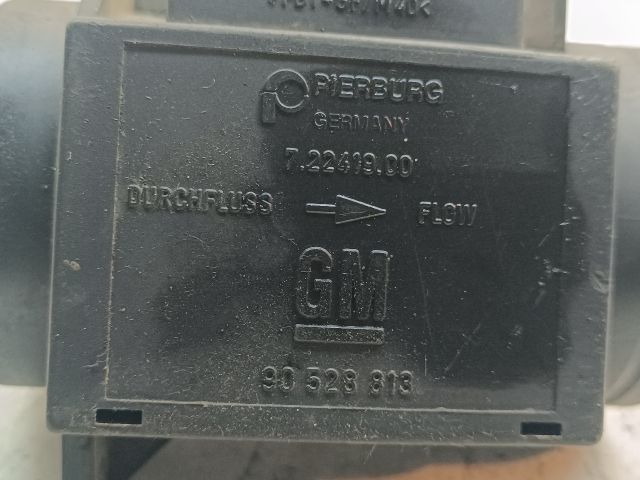 PIERBURG
GERMANY
7.22419.00
DURCHFLUSS → FLOW
GM
90 528 813